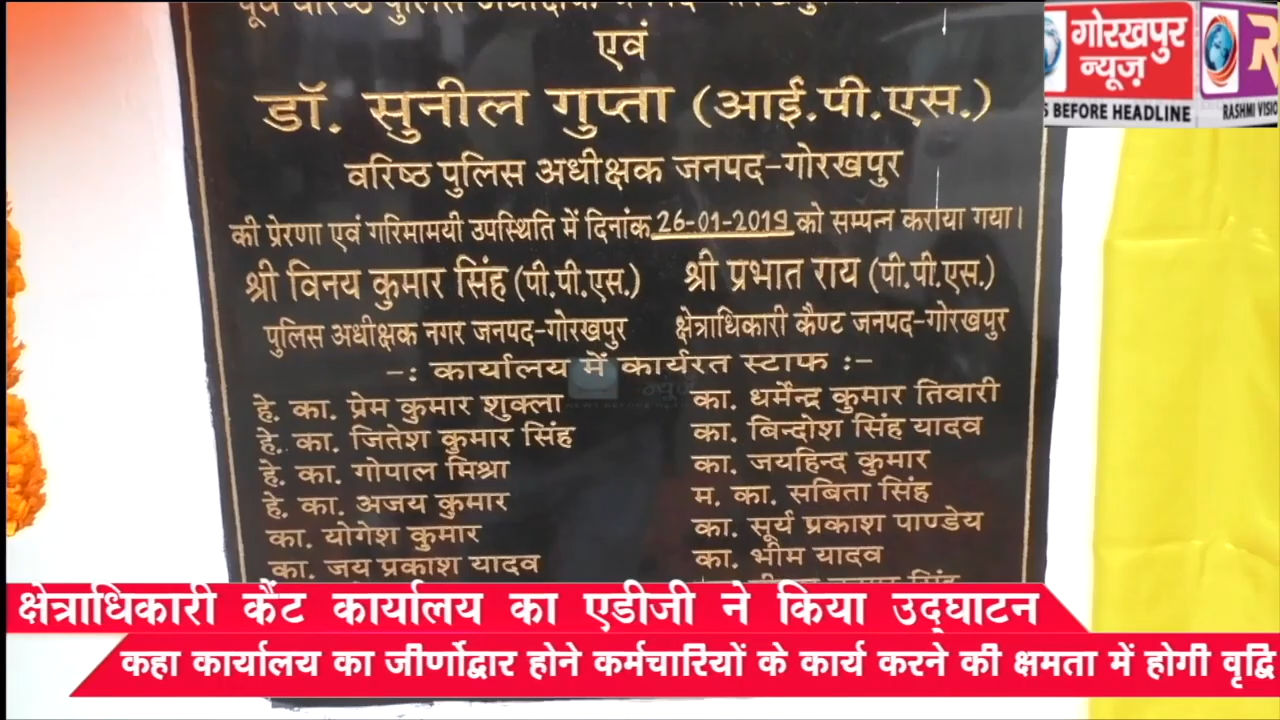 एवं
डॉ. सुनील गुप्ता (आई.पी.एस.)
वरिष्ठ पुलिस अधीक्षक जनपद-गोरखपुर
की प्रेरणा एवं गरिमामयी उपस्थिति में दिनांक 26-01-2019 को सम्पन्न कराया गया।
श्री विनय कुमार सिंह (पी.पी.एस.) श्री प्रभात राय (पी.पी.एस.)
पुलिस अधीक्षक नगर जनपद-गोरखपुर क्षेत्राधिकारी कैण्ट जनपद-गोरखपुर
-: कार्यालय में कार्यरत स्टाफ :-
हे. का. प्रेम कुमार शुक्ला
हे. का. जितेश कुमार सिंह
हे. का. गोपाल मिश्रा
हे. का. अजय कुमार
का. योगेश कुमार
का. जय प्रकाश यादव
का. धर्मेन्द्र कुमार तिवारी
का. बिन्दोश सिंह यादव
का. जयहिन्द कुमार
म. का. सबिता सिंह
का. सूर्य प्रकाश पाण्डेय
का. भीम यादव
गोरखपुर
न्यूज़
BEFORE HEADLINE
RASHMI VISIO
क्षेत्राधिकारी कैंट कार्यालय का एडीजी ने किया उद्घाटन
कहा कार्यालय का जीर्णोद्वार होने कर्मचारियों के कार्य करने की क्षमता में होगी वृद्वि